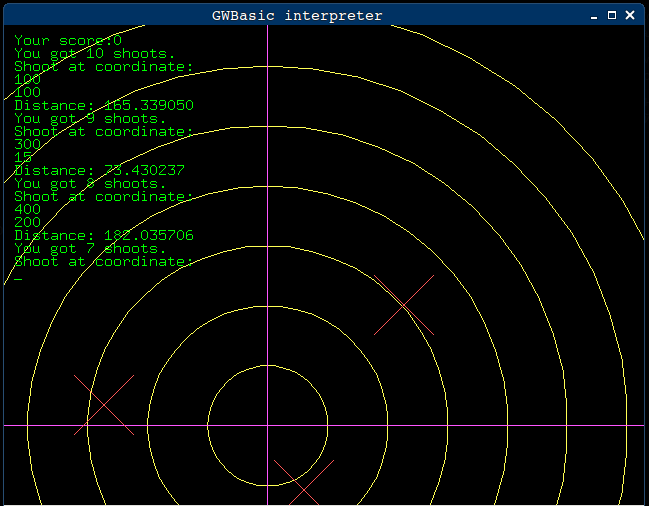 GWBasic interpreter
Your score:0
You got 10 shoots.
Shoot at coordinate:
100
100
Distance: 165.339050
You got 9 shoots.
Shoot at coordinate:
300
15
Distance: 73.430237
You got 8 shoots.
Shoot at coordinate:
400
200
Distance: 182.035706
You got 7 shoots.
Shoot at coordinate:
_